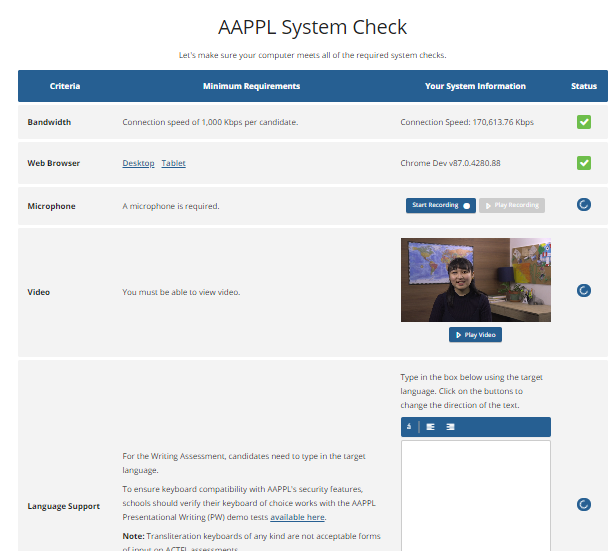 AAPPL System Check
Let's make sure your computer meets all of the required system checks.
Criteria Minimum Requirements Your System Information Status
Bandwidth Connection speed of 1,000 Kbps per candidate. Connection Speed: 170,613.76 Kbps
Web Browser Desktop Tablet Chrome Dev v87.0.4280.88
Microphone A microphone is required. Start Recording Play Recording
Video You must be able to view video.
Play Video
Type in the box below using the target
language. Click on the buttons to
change the direction of the text.
á
For the Writing Assessment, candidates need to type in the target
language.
To ensure keyboard compatibility with AAPPL's security features,
schools should verify their keyboard of choice works with the AAPPL
Language Support
Presentational Writing (PW) demo tests available here.
Note: Transliteration keyboards of any kind are not acceptable forms
of input on ACTFL assessments.